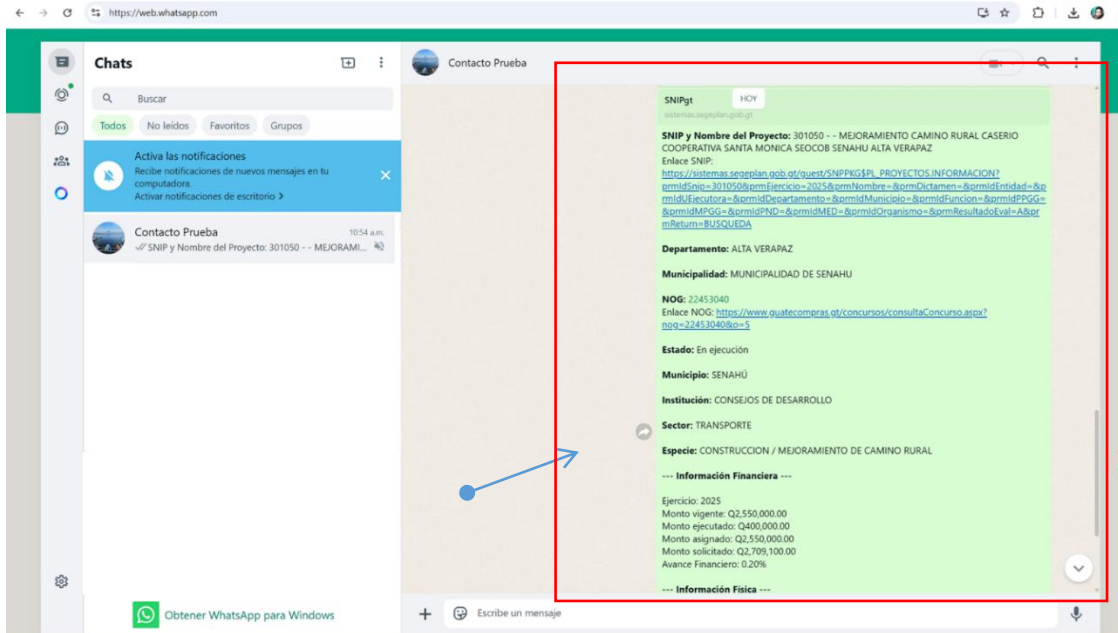 https://web.whatsapp.com
Chats
Contacto Prueba
Buscar
Todos No leídos Favoritos Grupos
Activa las notificaciones
Recibe notificaciones de nuevos mensajes en tu
computadora.
Activar notificaciones de escritorio >
Contacto Prueba 10:54 a.m.
SNIP y Nombre del Proyecto: 301050 - - MEJORAMI...
Obtener WhatsApp para Windows
HOY
SNIPgt
sistemas.segeplan.gob.gt
SNIP y Nombre del Proyecto: 301050 - - MEJORAMIENTO CAMINO RURAL CASERIO
COOPERATIVA SANTA MONICA SEOCOB SENAHU ALTA VERAPAZ
Enlace SNIP:
https://sistemas.segeplan.gob.gt/guest/SNPPKG$PL_PROYECTOS.INFORMACION?
prmIdSnip=301050&prmEjercicio=2025&prmNombre=&prmDictamen=&prmIdEntidad=&p
rmIdUEjecutora=&prmIdDepartamento=&prmIdMunicipio=&prmIdFuncion=&prmIdPPGG=
&prmIdMPGG=&prmIdPND=&prmIdMED=&prmIdOrganismo=&prmResultadoEval=A&pr
mReturn=BUSQUEDA
Departamento: ALTA VERAPAZ
Municipalidad: MUNICIPALIDAD DE SENAHU
NOG: 22453040
Enlace NOG: https://www.guatecompras.gt/concursos/consultaConcurso.aspx?
nog=22453040&o=5
Estado: En ejecución
Municipio: SENAHÚ
Institución: CONSEJOS DE DESARROLLO
Sector: TRANSPORTE
Especie: CONSTRUCCION / MEJORAMIENTO DE CAMINO RURAL
--- Información Financiera ---
Ejercicio: 2025
Monto vigente: Q2,550,000.00
Monto ejecutado: Q400,000.00
Monto asignado: Q2,550,000.00
Monto solicitado: Q2,709,100.00
Avance Financiero: 0.20%
--- Información Física ---
Escribe un mensaje